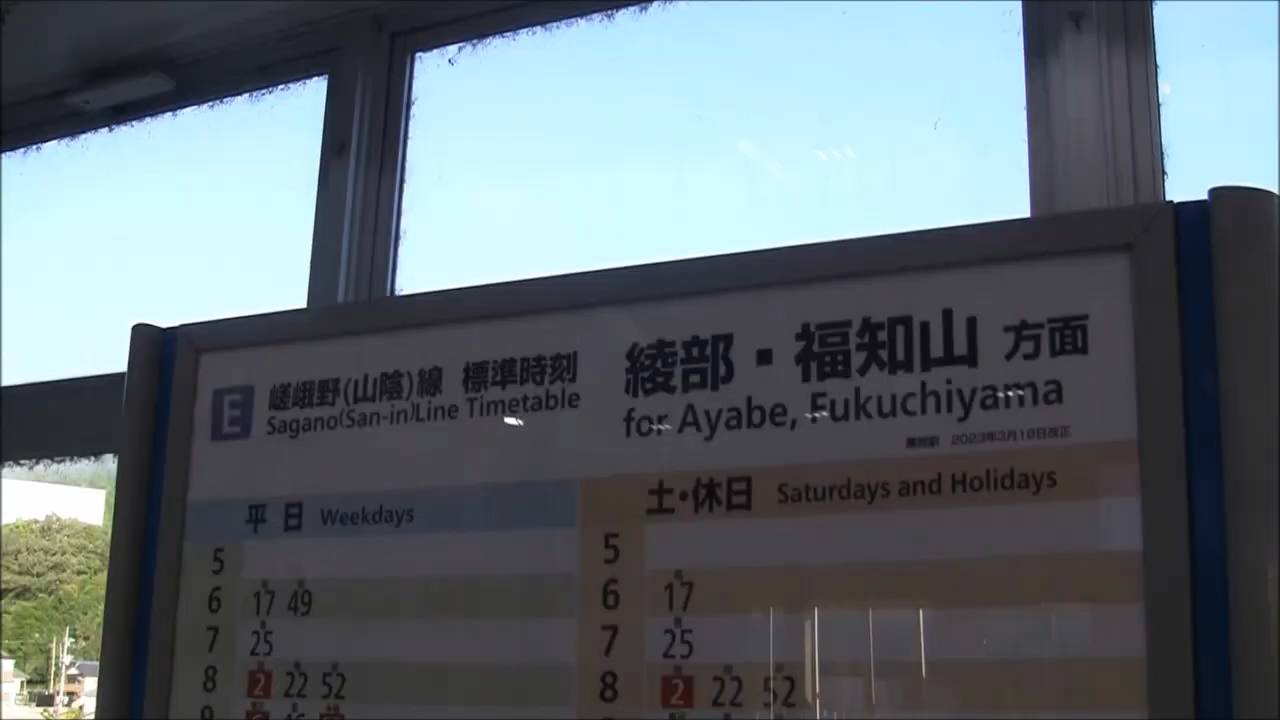 E 嵯峨野(山陰)線 標準時刻
Sagano(San-in)Line Timetable
綾部・福知山 方面
for Ayabe, Fukuchiyama
2023年3月18日改正
平日 Weekdays
5
6 17 49
7 25
8 2 22 52
9
土・休日 Saturdays and Holidays
5
6 17
7 25
8 2 22 52